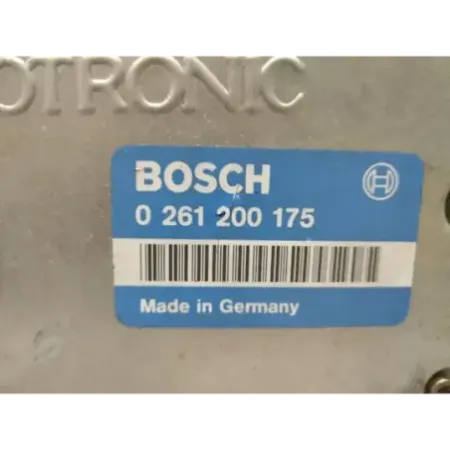 OTRONIC
BOSCH
0 261 200 175
Made in Germany